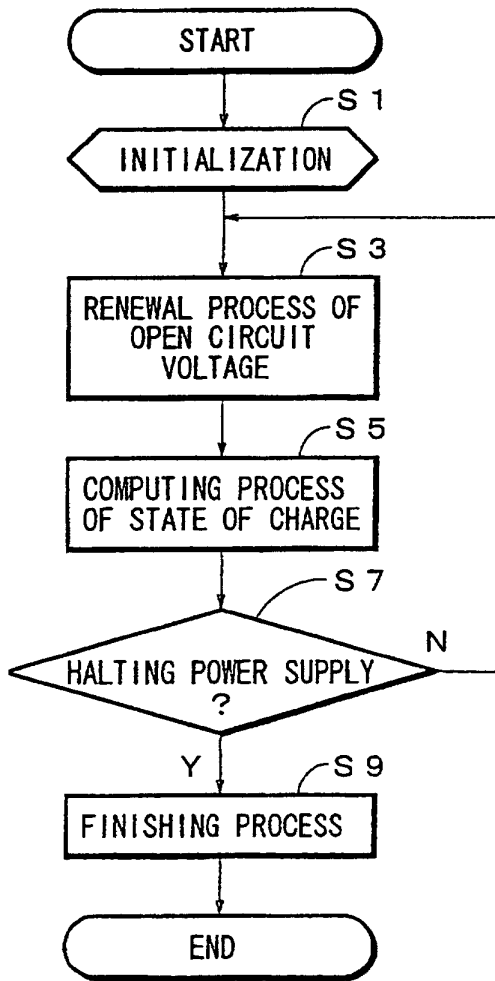 START
S 1
INITIALIZATION
S 3
RENEWAL PROCESS OF
OPEN CIRCUIT
VOLTAGE
S 5
COMPUTING PROCESS
OF STATE OF CHARGE
S 7
HALTING POWER SUPPLY
?
N
Y
S 9
FINISHING PROCESS
END